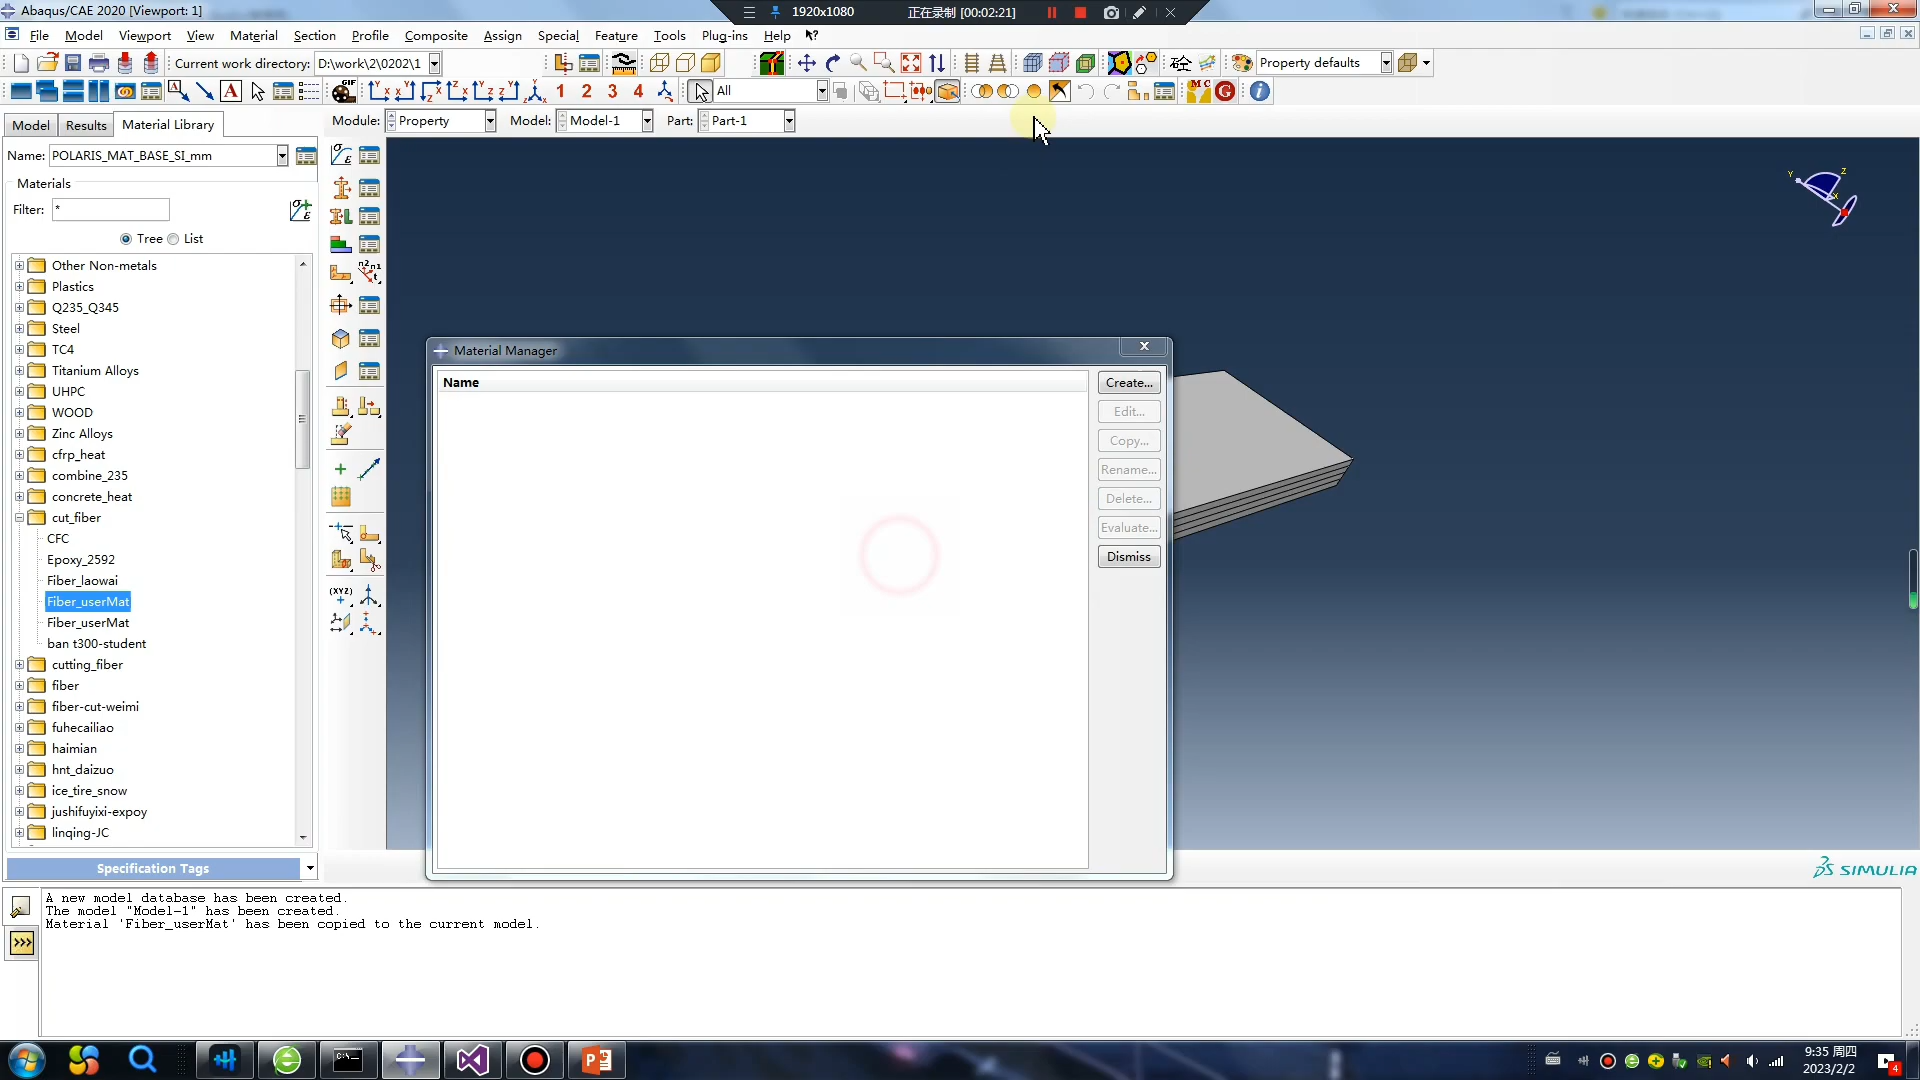 Abaqus/CAE 2020 [Viewport: 1]
1920x1080
正在录制 [00:02:21]
File Model Viewport View Material Section Profile Composite Assign Special Feature Tools Plug-ins Help
Current work directory: D:\work\2\0202\1
Property defaults
GIF
1 2 3 4
All
Model Results Material Library
Module: Property Model: Model-1 Part: Part-1
Name: POLARIS_MAT_BASE_SI_mm
Materials
Filter: *
Tree List
Other Non-metals
Plastics
Q235_Q345
Steel
TC4
Titanium Alloys
UHPC
WOOD
Zinc Alloys
cfrp_heat
combine_235
concrete_heat
cut_fiber
CFC
Epoxy_2592
Fiber_laowai
Fiber_userMat
Fiber_userMat
ban t300-student
cutting_fiber
fiber
fiber-cut-weimi
fuhecailiao
haimian
hnt_daizuo
ice_tire_snow
jushifuyixi-expoy
linqing-JC
Specification Tags
Material Manager
Name
Create...
Edit...
Copy...
Rename...
Delete...
Evaluate...
Dismiss
Y Z X
SIMULIA
A new model database has been created.
The model "Model-1" has been created.
Material 'Fiber_userMat' has been copied to the current model.
9:35 周四
2023/2/2
4